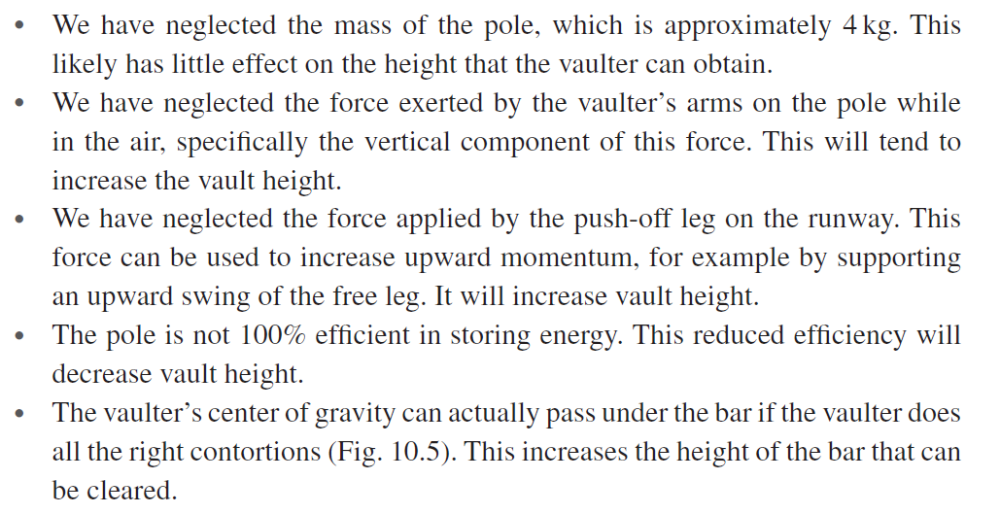 • We have neglected the mass of the pole, which is approximately 4 kg. This
likely has little effect on the height that the vaulter can obtain.
• We have neglected the force exerted by the vaulter's arms on the pole while
in the air, specifically the vertical component of this force. This will tend to
increase the vault height.
• We have neglected the force applied by the push-off leg on the runway. This
force can be used to increase upward momentum, for example by supporting
an upward swing of the free leg. It will increase vault height.
• The pole is not 100% efficient in storing energy. This reduced efficiency will
decrease vault height.
• The vaulter's center of gravity can actually pass under the bar if the vaulter does
all the right contortions (Fig. 10.5). This increases the height of the bar that can
be cleared.